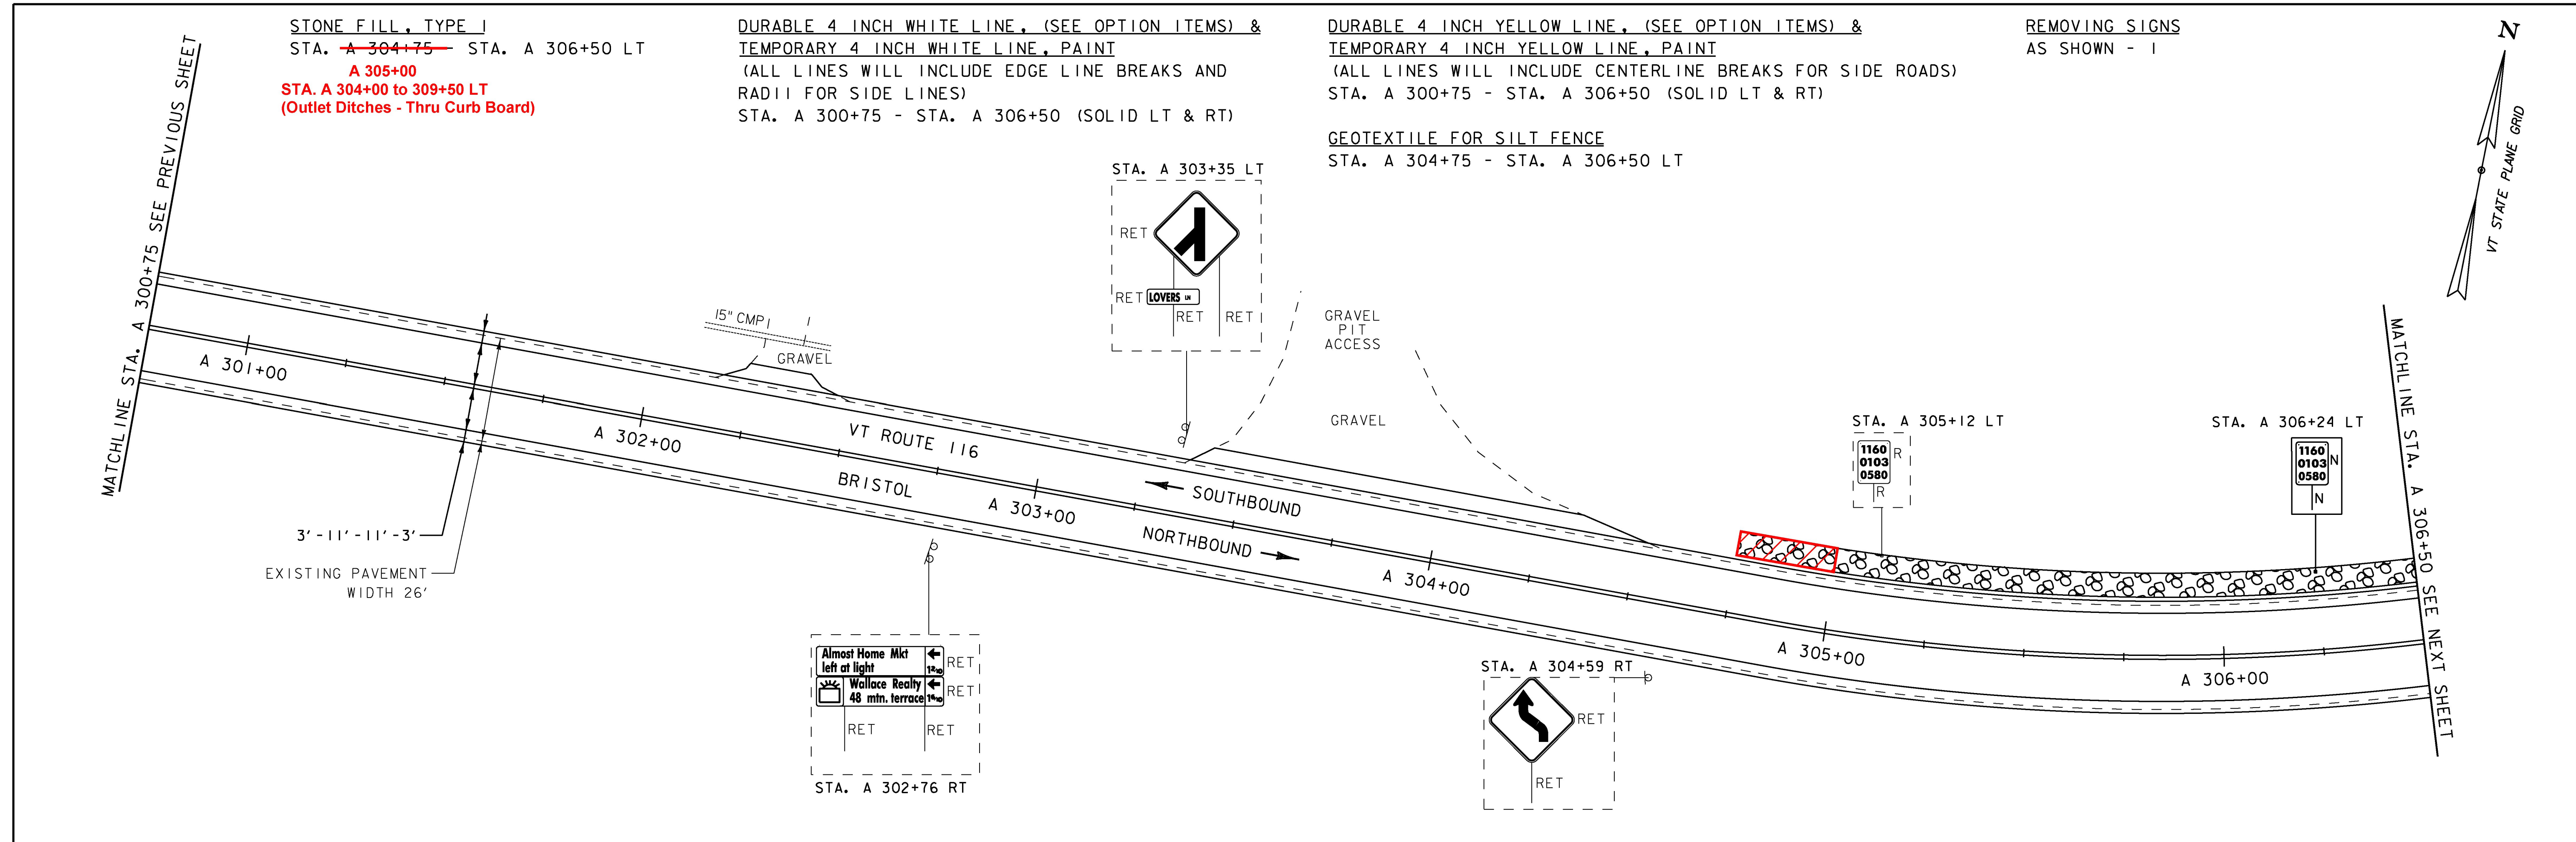 STONE FILL, TYPE I
STA. A 304+75 - STA. A 306+50 LT
A 305+00
STA. A 304+00 to 309+50 LT
(Outlet Ditches - Thru Curb Board)
DURABLE 4 INCH WHITE LINE, (SEE OPTION ITEMS) &
TEMPORARY 4 INCH WHITE LINE, PAINT
(ALL LINES WILL INCLUDE EDGE LINE BREAKS AND
RADII FOR SIDE LINES)
STA. A 300+75 - STA. A 306+50 (SOLID LT & RT)
DURABLE 4 INCH YELLOW LINE, (SEE OPTION ITEMS) &
TEMPORARY 4 INCH YELLOW LINE, PAINT
(ALL LINES WILL INCLUDE CENTERLINE BREAKS FOR SIDE ROADS)
STA. A 300+75 - STA. A 306+50 (SOLID LT & RT)
GEOTEXTILE FOR SILT FENCE
STA. A 304+75 - STA. A 306+50 LT
REMOVING SIGNS
AS SHOWN - 1
N
VT STATE PLANE GRID
MATCHLINE STA. A 300+75 SEE PREVIOUS SHEET
STA. A 303+35 LT
RET
RET
LOVERS LN
RET
RET
15" CMP
GRAVEL
GRAVEL
PIT
ACCESS
GRAVEL
A 301+00
A 302+00
VT ROUTE 116
BRISTOL
A 303+00
SOUTHBOUND
NORTHBOUND
A 304+00
A 305+00
A 306+00
3'-11'-11'-3'
EXISTING PAVEMENT
WIDTH 26'
STA. A 305+12 LT
1160
0103
0580
R
R
STA. A 306+24 LT
1160
0103
0580
N
N
MATCHLINE STA. A 306+50 SEE NEXT SHEET
Almost Home Mkt
left at light
RET
Wallace Realty
48 mtn. terrace
RET
RET
RET
STA. A 302+76 RT
STA. A 304+59 RT
RET
RET